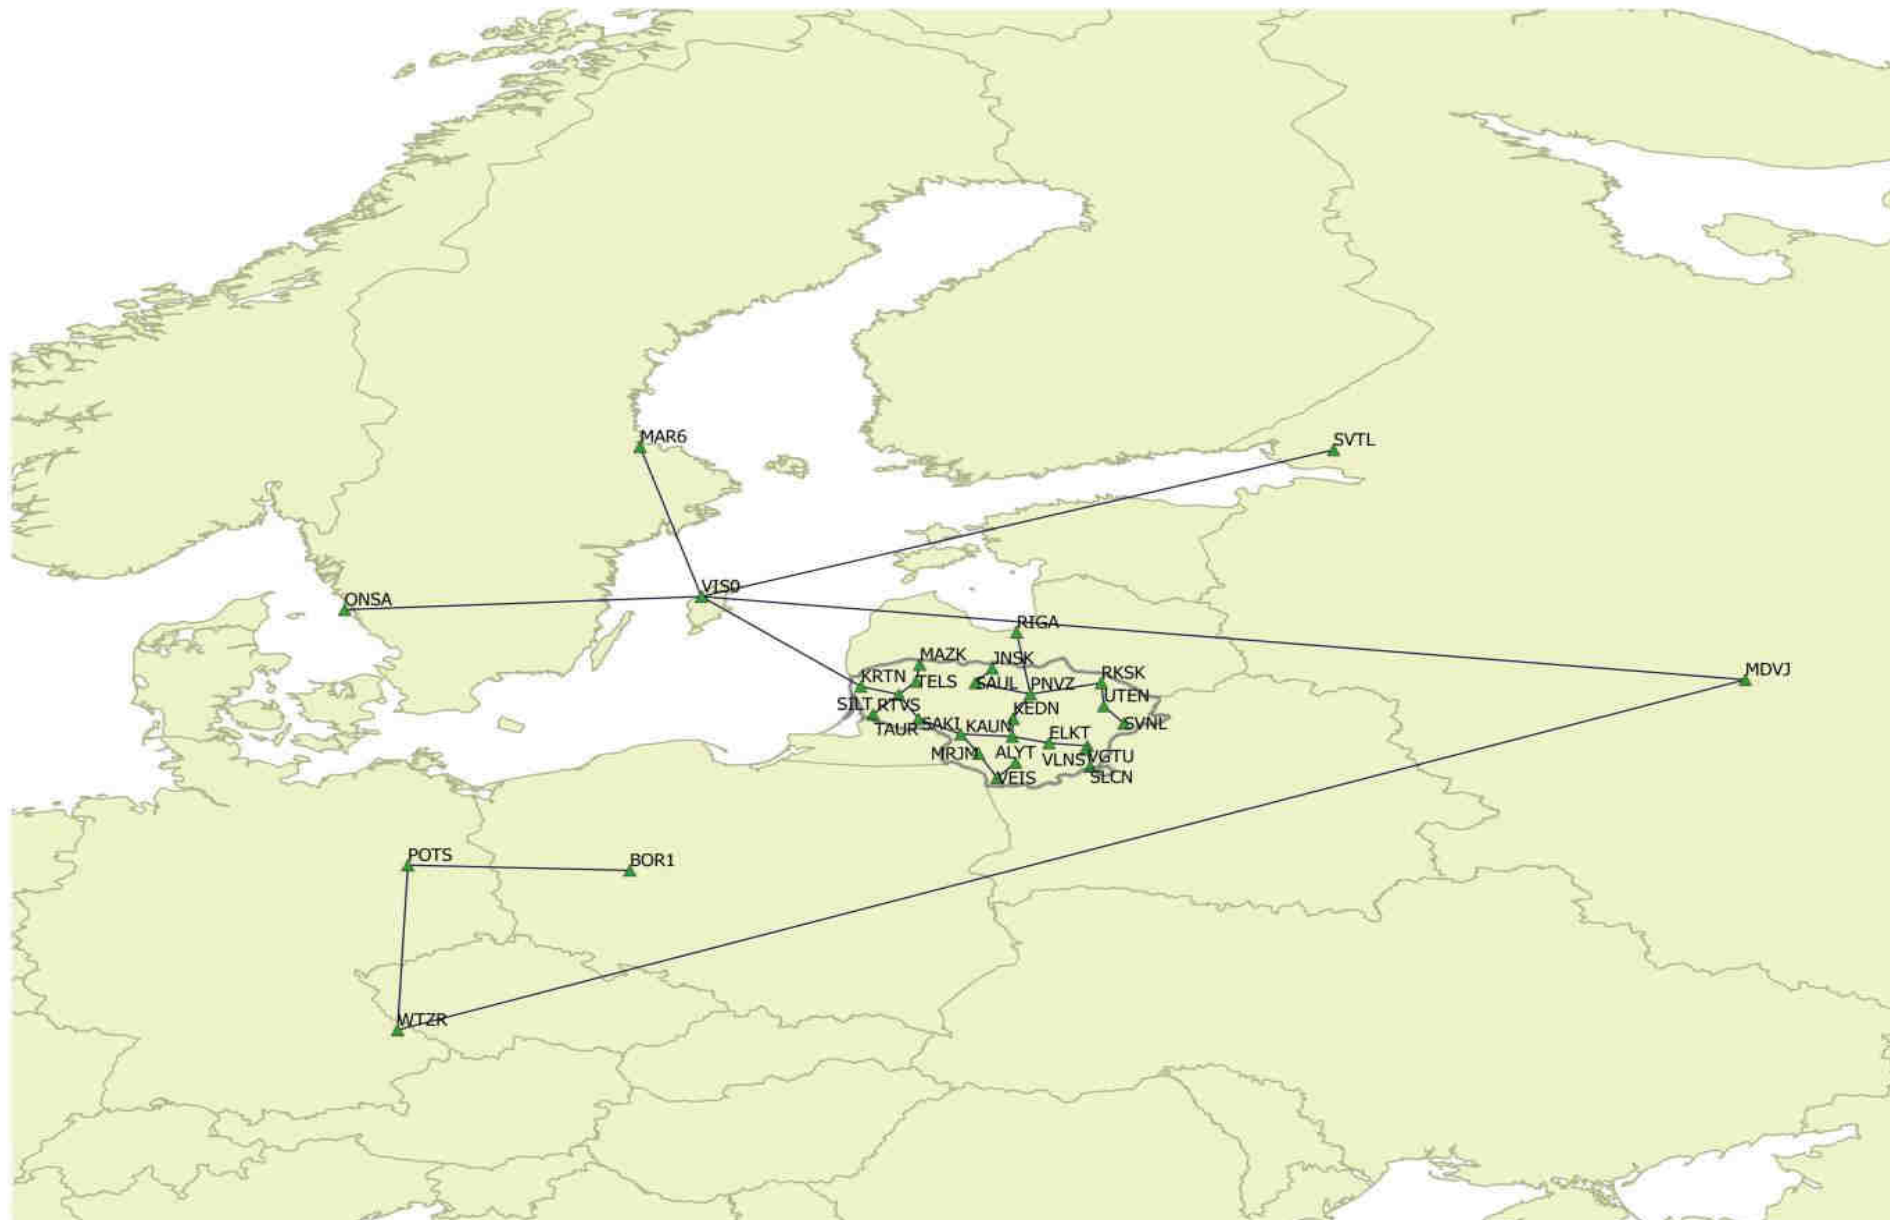 MAR6
SVTL
VIS0
ONSA
RIGA
MAZK
JNSK
KRTN
TELS
SAUL
PNVZ
RKSK
MDVJ
SILT
RTVS
UTEN
KEDN
TAUR
SAKI
KAUN
SVNL
ELKT
MRJM
ALYT
VLNS
VGTU
VEIS
SLCN
POTS
BOR1
WTZR